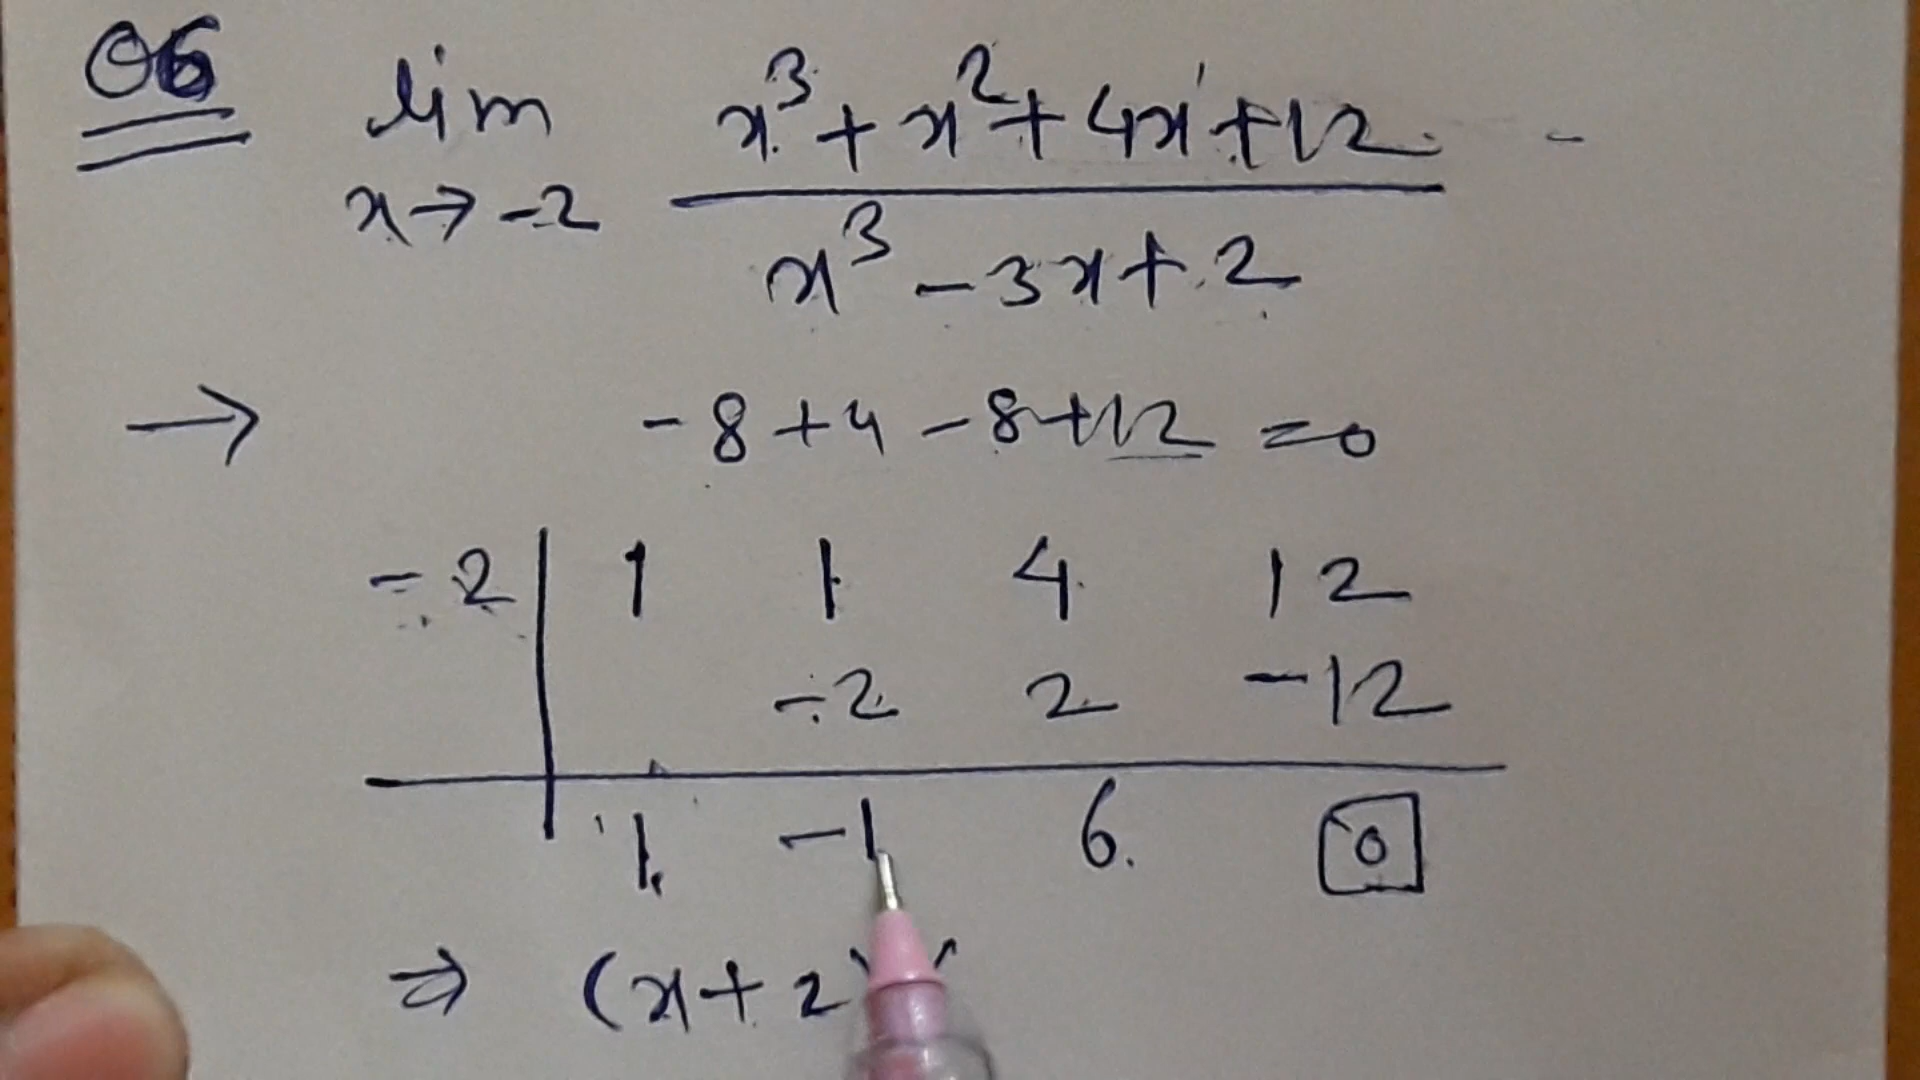 Q6 lim x→-2 (x³ + x² + 4x + 12) / (x³ - 3x + 2)
→ -8 + 4 - 8 + 12 = 0
-2 | 1 1 4 12
-2 2 -12
1 -1 6 0
⇒ (x + 2) (